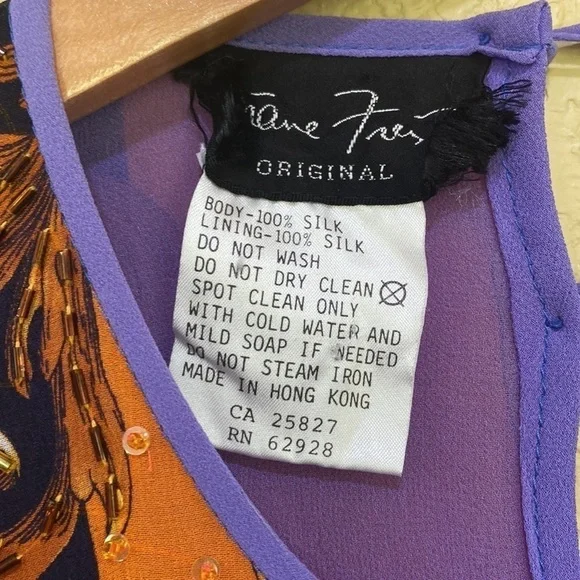 ORIGINAL
BODY-100% SILK
LINING-100% SILK
DO NOT WASH
DO NOT DRY CLEAN
SPOT CLEAN ONLY
WITH COLD WATER AND
MILD SOAP IF NEEDED
DO NOT STEAM IRON
MADE IN HONG KONG
CA 25827
RN 62928